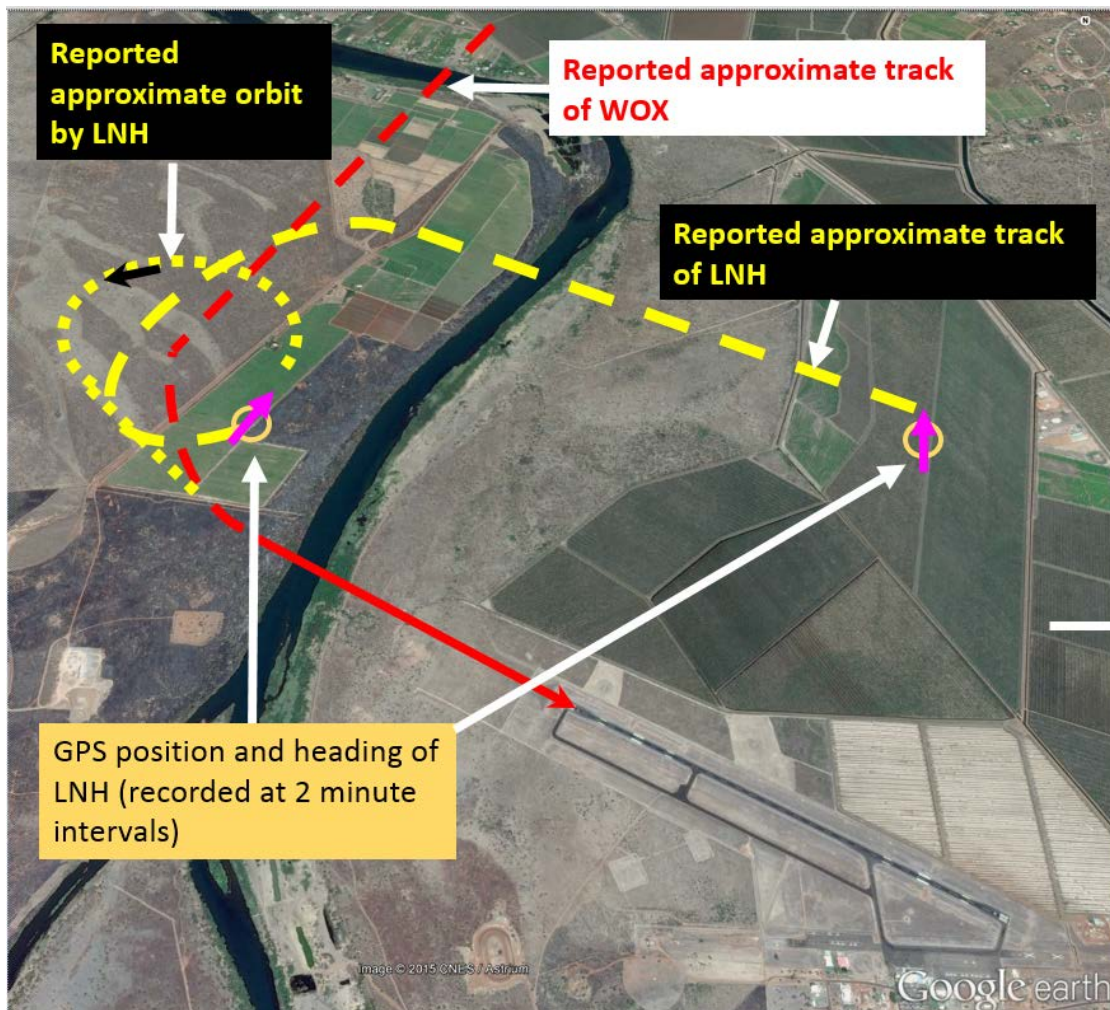 N
Reported
approximate orbit
by LNH
Reported approximate track
of WOX
Reported approximate track
of LNH
GPS position and heading of
LNH (recorded at 2 minute
intervals)
Image © 2015 CNES / Astrium
Google earth